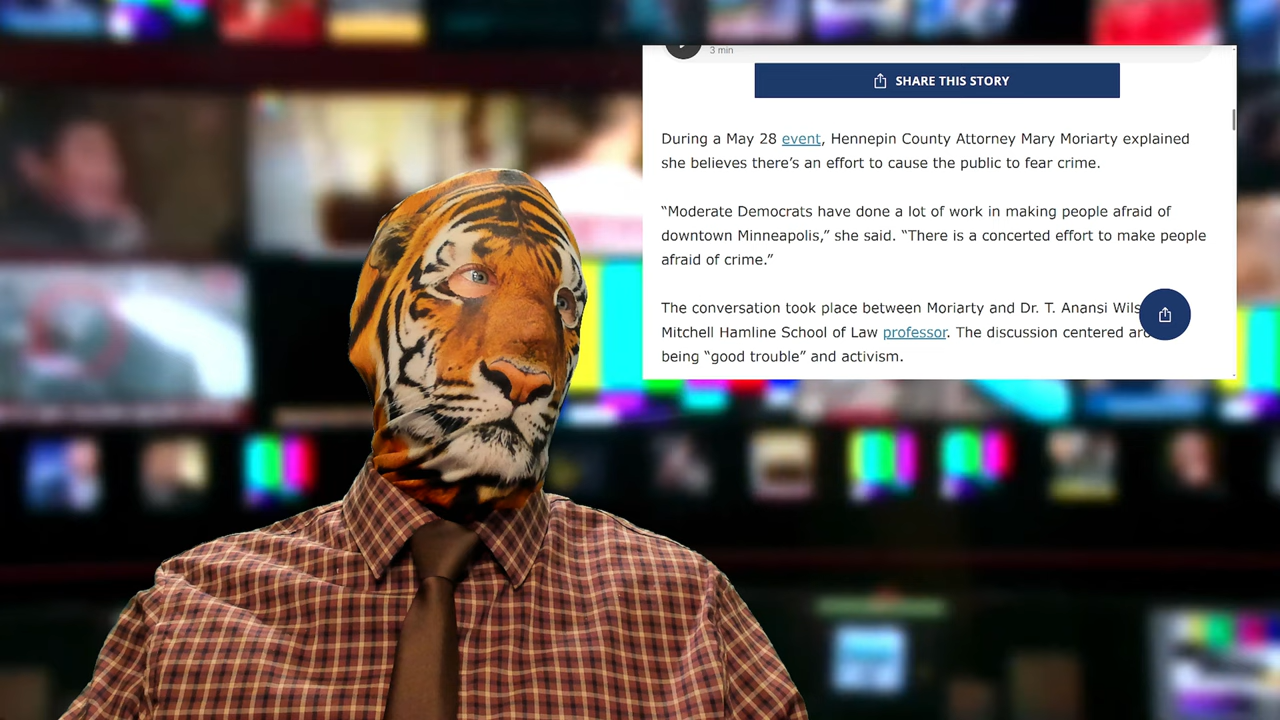 3 min
SHARE THIS STORY
During a May 28 event, Hennepin County Attorney Mary Moriarty explained
she believes there's an effort to cause the public to fear crime.
“Moderate Democrats have done a lot of work in making people afraid of
downtown Minneapolis,” she said. “There is a concerted effort to make people
afraid of crime.”
The conversation took place between Moriarty and Dr. T. Anansi
Mitchell Hamline School of Law professor. The discussion centered
being “good trouble” and activism.